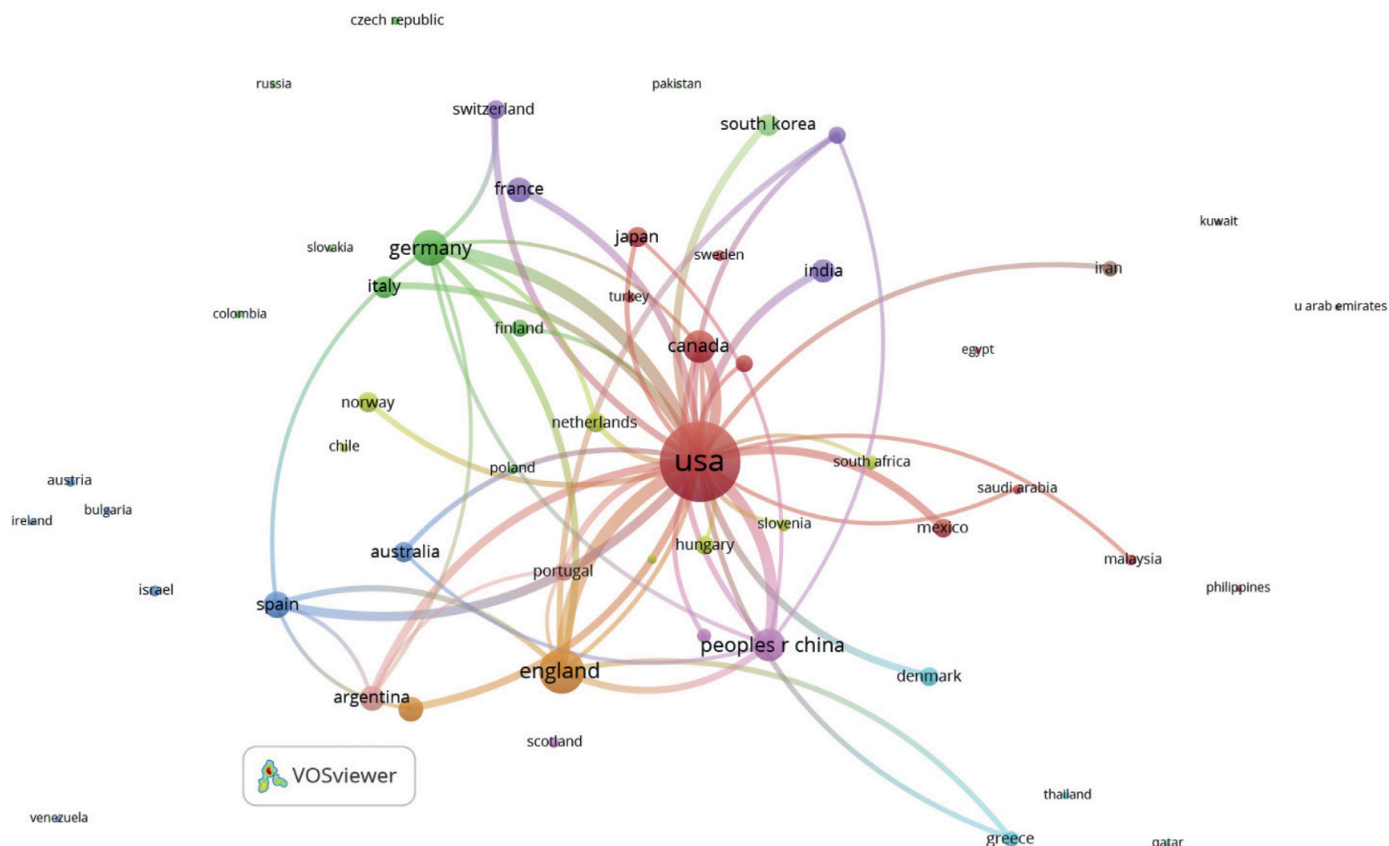 czech republic
russia
pakistan
switzerland
south korea
france
kuwait
japan
germany
slovakia
sweden
india
iran
italy
turkey
u arab emirates
colombia
finland
canada
egypt
norway
netherlands
chile
usa
south africa
poland
austria
saudi arabia
bulgaria
ireland
slovenia
mexico
hungary
australia
malaysia
portugal
israel
philippines
spain
peoples r china
england
denmark
argentina
scotland
VOSviewer
thailand
venezuela
greece
qatar